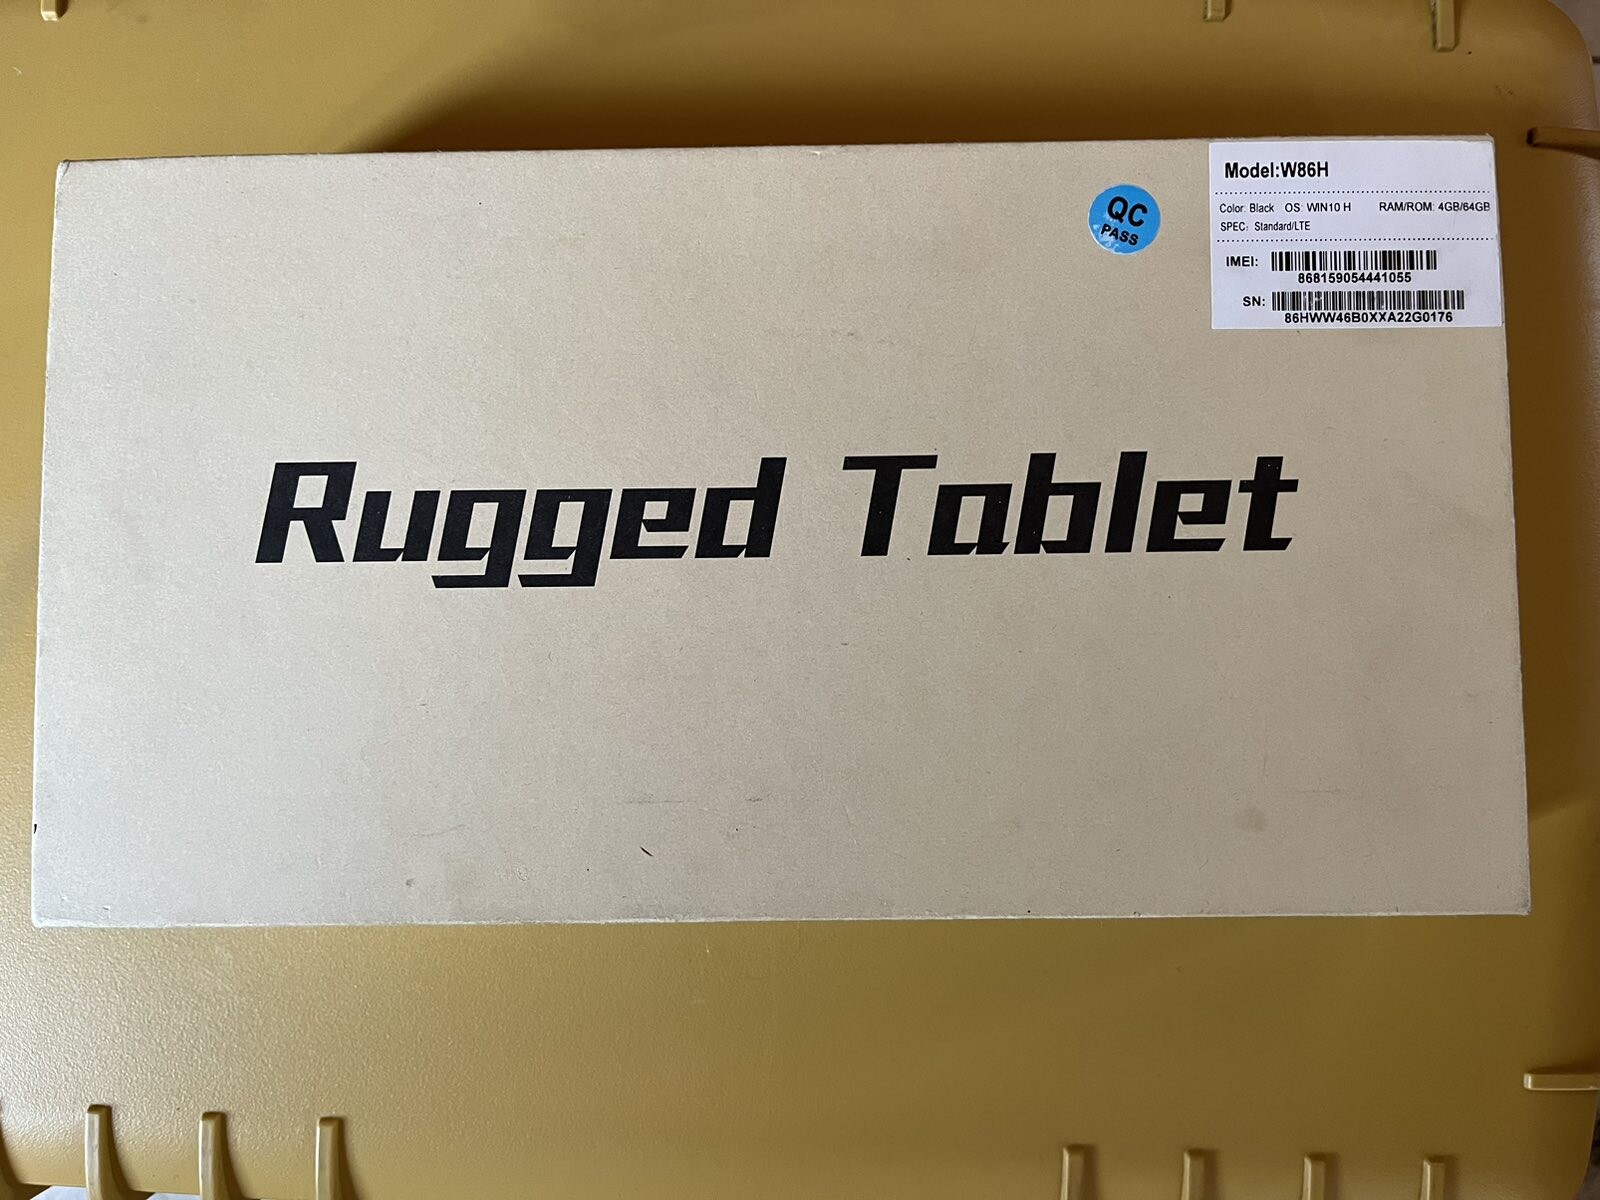 Model:W86H
Color: Black OS: WIN10 H RAM/ROM: 4GB/64GB
SPEC: Standard/LTE
IMEI:
868159054441055
SN:
86HWW46B0XXA22G0176
QC
PASS
Rugged Tablet